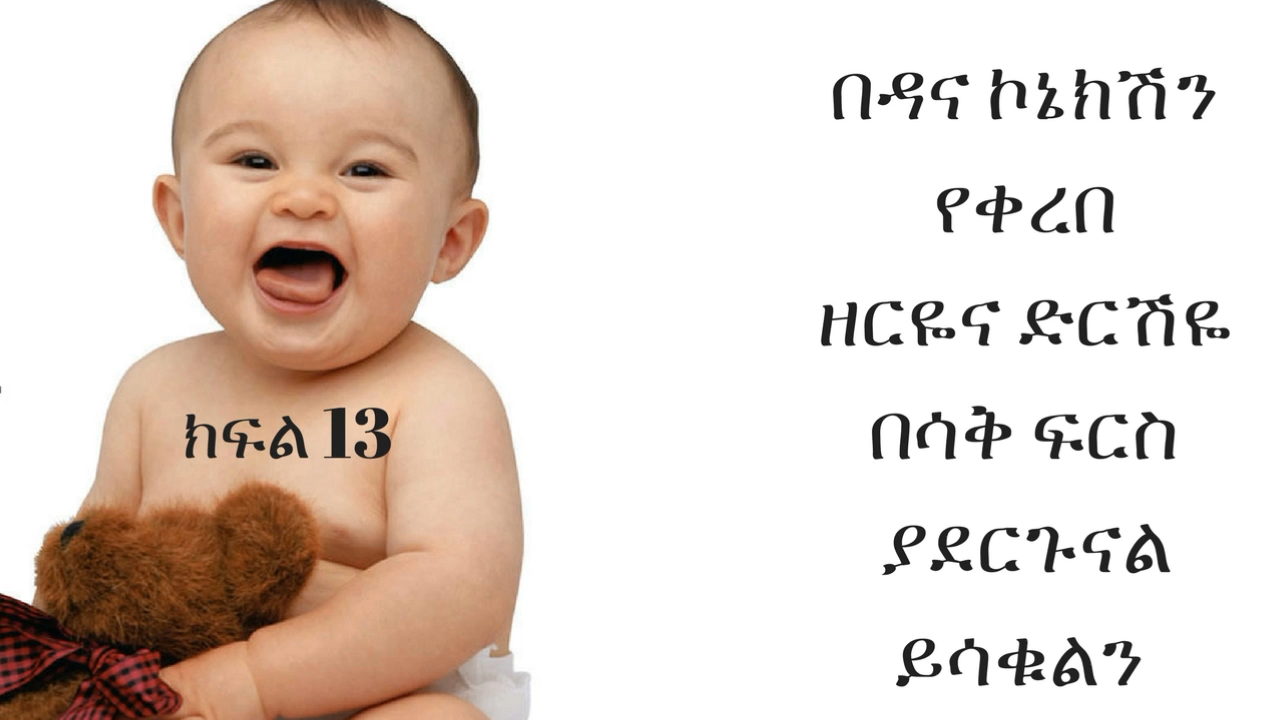 በዳና ኮኔክሽን
የቀረበ
ዘርዬና ድርሽዬ
በሳቅ ፍርስ
ያደርጉናል
ይሳቁልን
ክፍል 13